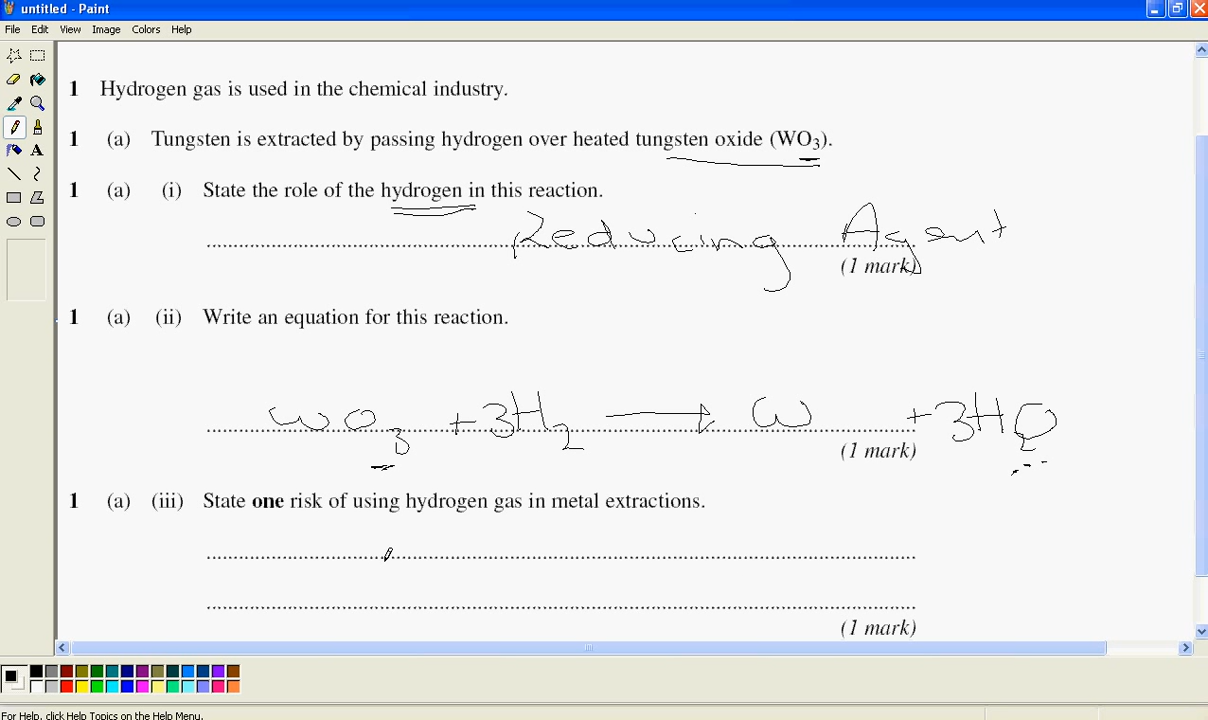 untitled - Paint
File Edit View Image Colors Help
1 Hydrogen gas is used in the chemical industry.
1 (a) Tungsten is extracted by passing hydrogen over heated tungsten oxide (WO₃).
1 (a) (i) State the role of the hydrogen in this reaction.
Reducing Agent
(1 mark)
1 (a) (ii) Write an equation for this reaction.
WO₃ + 3H₂ → W + 3H₂O
(1 mark)
1 (a) (iii) State one risk of using hydrogen gas in metal extractions.
(1 mark)
For Help, click Help Topics on the Help Menu.